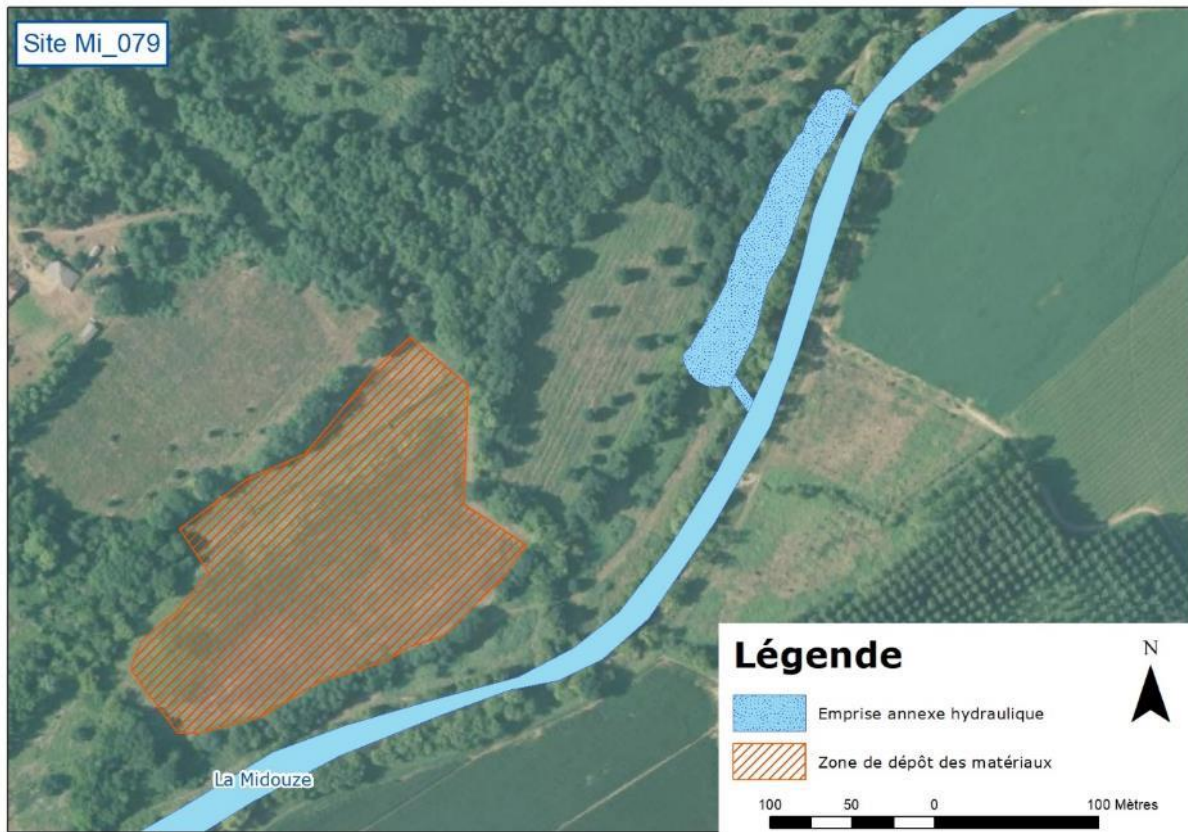 Site Mi_079
La Midouze
Légende
N
Emprise annexe hydraulique
Zone de dépôt des matériaux
100 50 0 100 Mètres